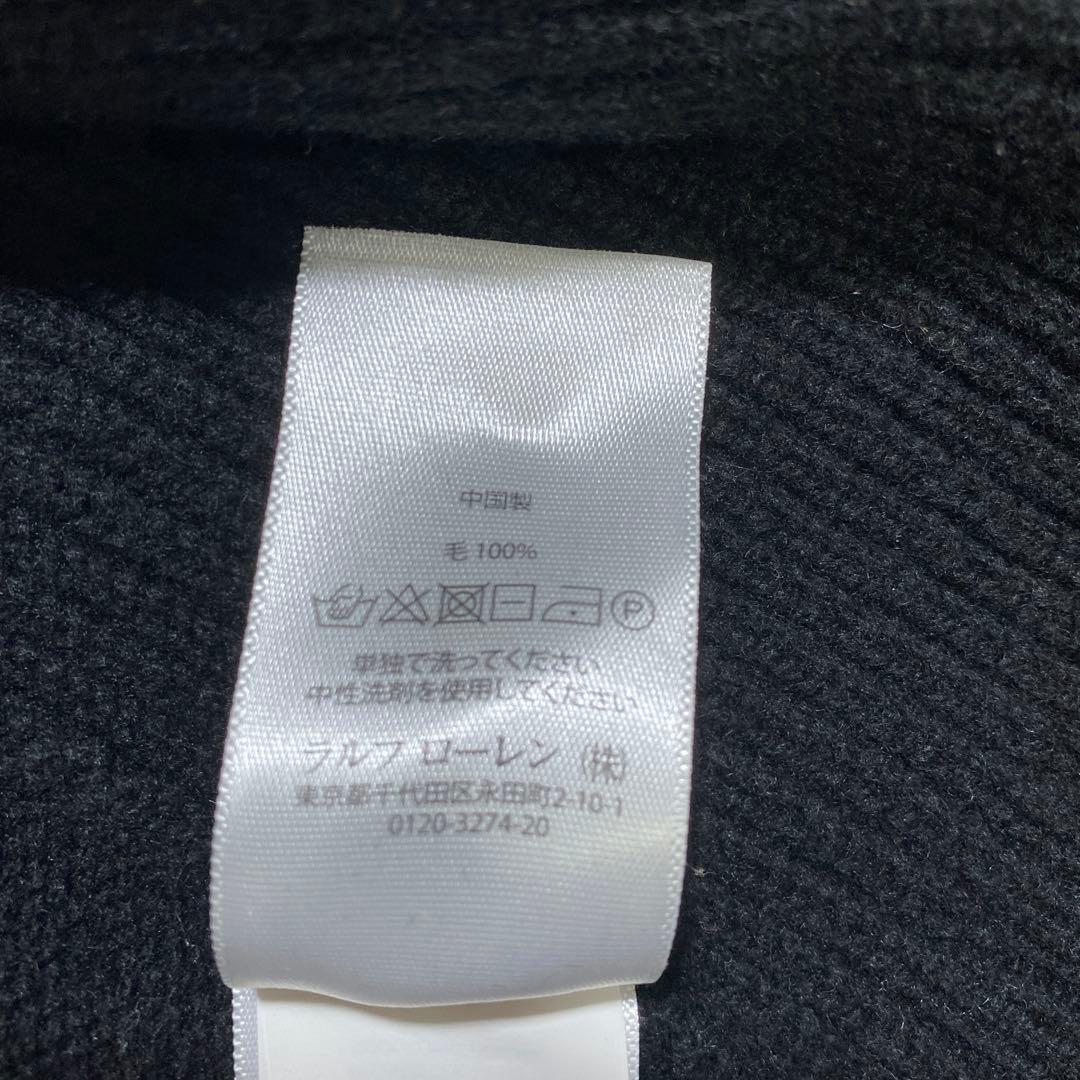 中国製
毛 100%
P
単独で洗ってください
中性洗剤を使用してください
ラルフ ローレン (株)
東京都千代田区永田町2-10-1
0120-3274-20